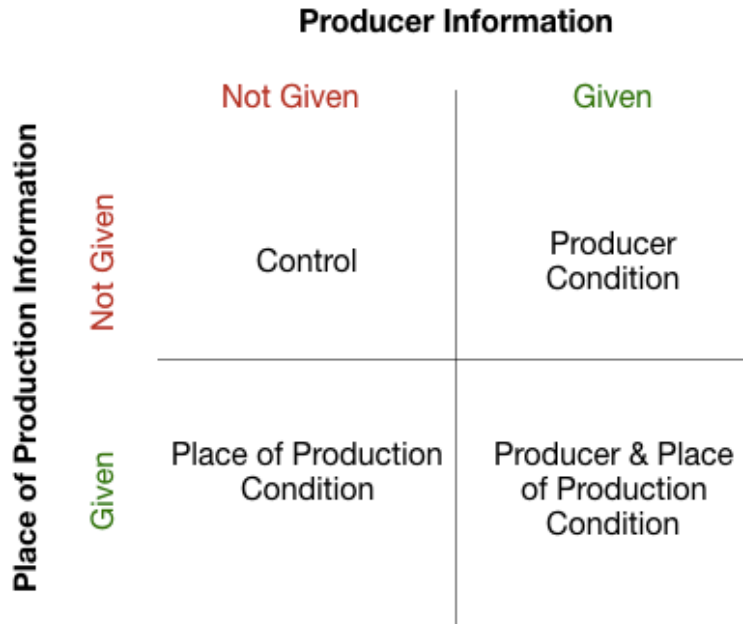 Producer Information
Not Given
Given
Place of Production Information
Not Given
Control
Producer
Condition
Given
Place of Production
Condition
Producer & Place
of Production
Condition